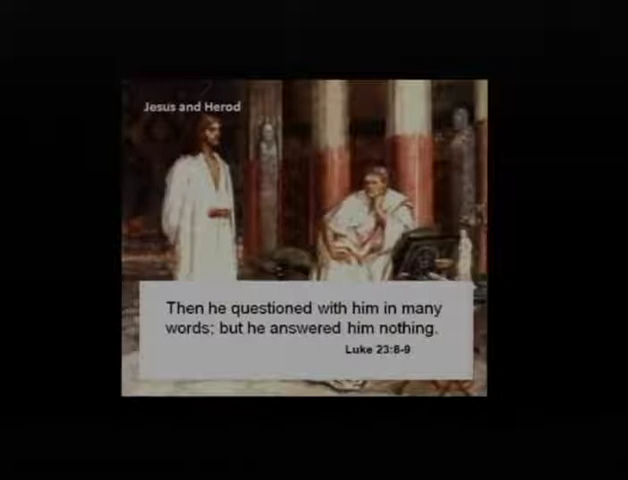 Jesus and Herod
Then he questioned with him in many
words; but he answered him nothing.
Luke 23:8-9